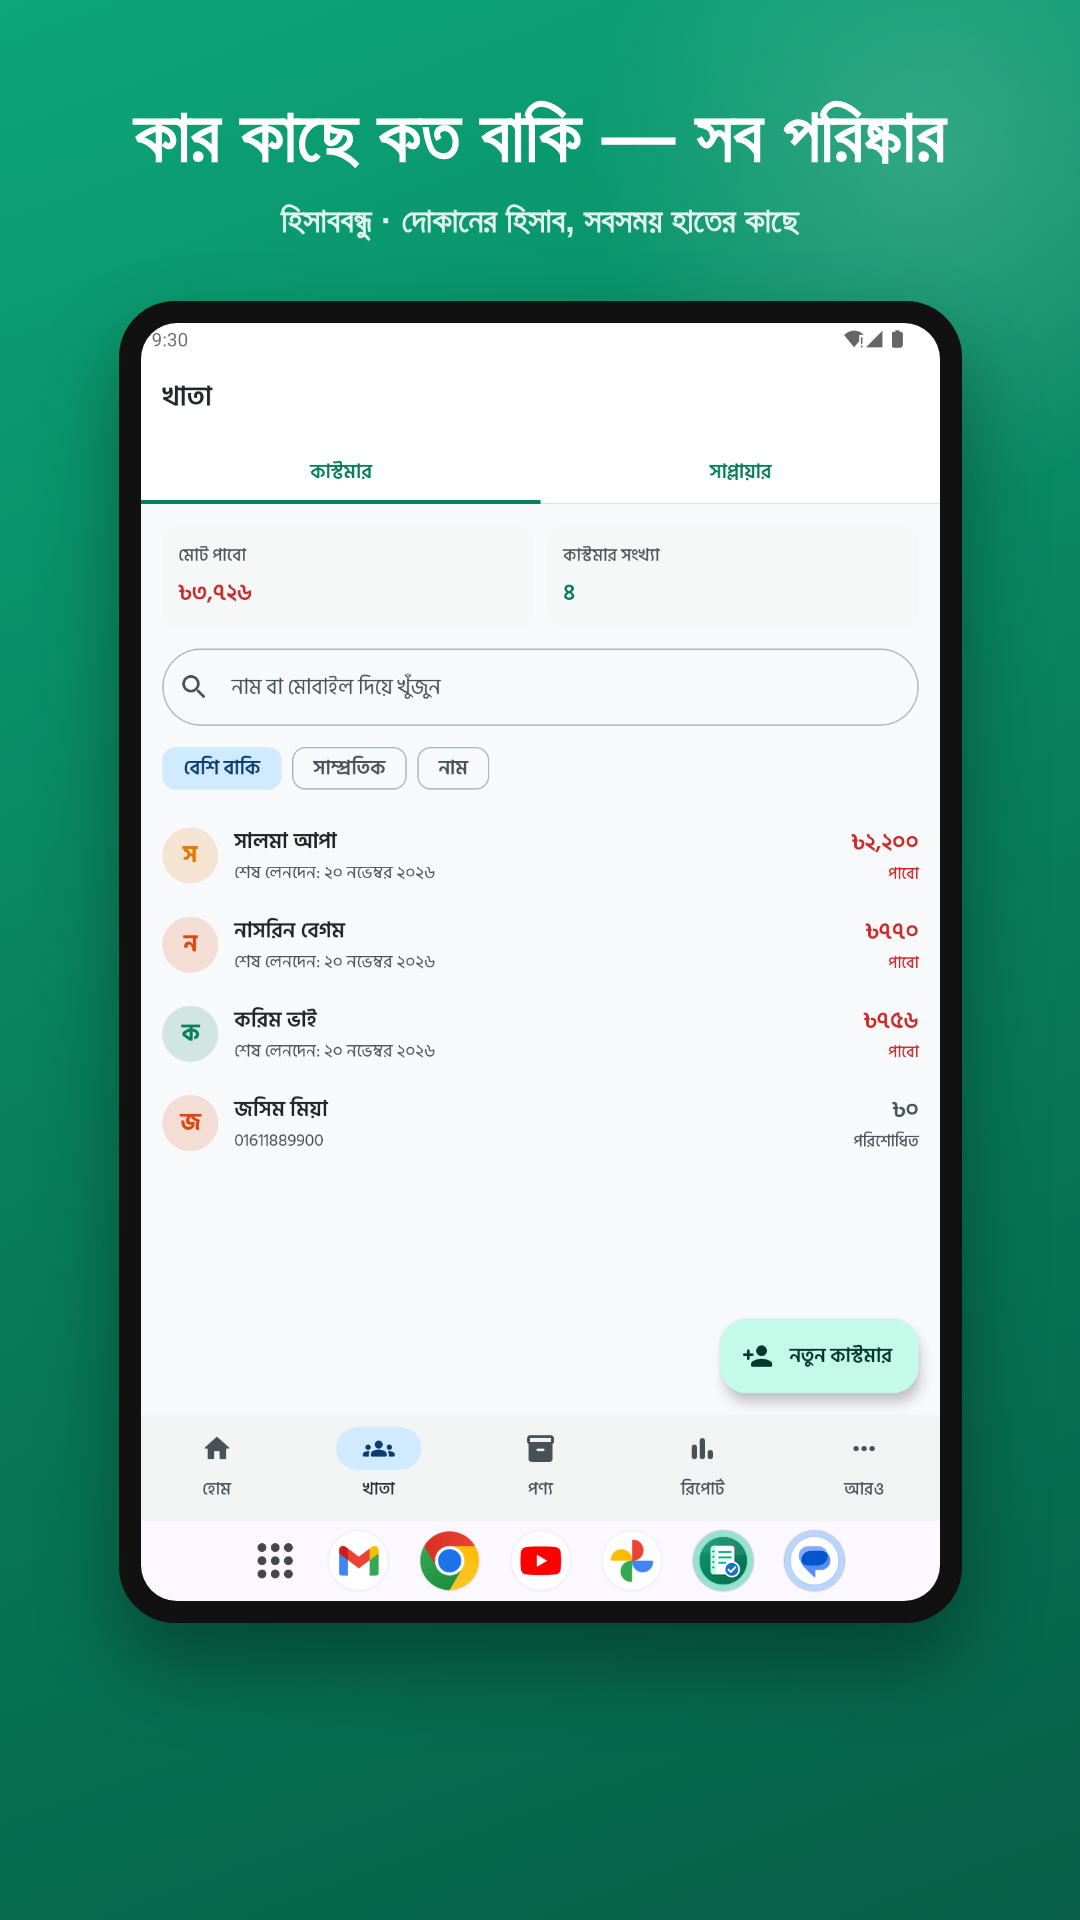 কার কাছে কত বাকি — সব পরিষ্কার
হিসাববন্ধু · দোকানের হিসাব, সবসময় হাতের কাছে
9:30
খাতা
কাস্টমার
সাপ্লায়ার
মোট পাবো
৳৩,৭২৬
কাস্টমার সংখ্যা
৪
নাম বা মোবাইল দিয়ে খুঁজুন
বেশি বাকি
সাম্প্রতিক
নাম
স
সালমা আপা
৳২,২০০
শেষ লেনদেন: ২০ নভেম্বর ২০২৬
পাবো
ন
নাসরিন বেগম
৳৭৭০
শেষ লেনদেন: ২০ নভেম্বর ২০২৬
পাবো
ক
করিম ভাই
৳৭৫৬
শেষ লেনদেন: ২০ নভেম্বর ২০২৬
পাবো
জ
জসিম মিয়া
৳০
01611889900
পরিশোধিত
নতুন কাস্টমার
হোম
খাতা
পণ্য
রিপোর্ট
আরও